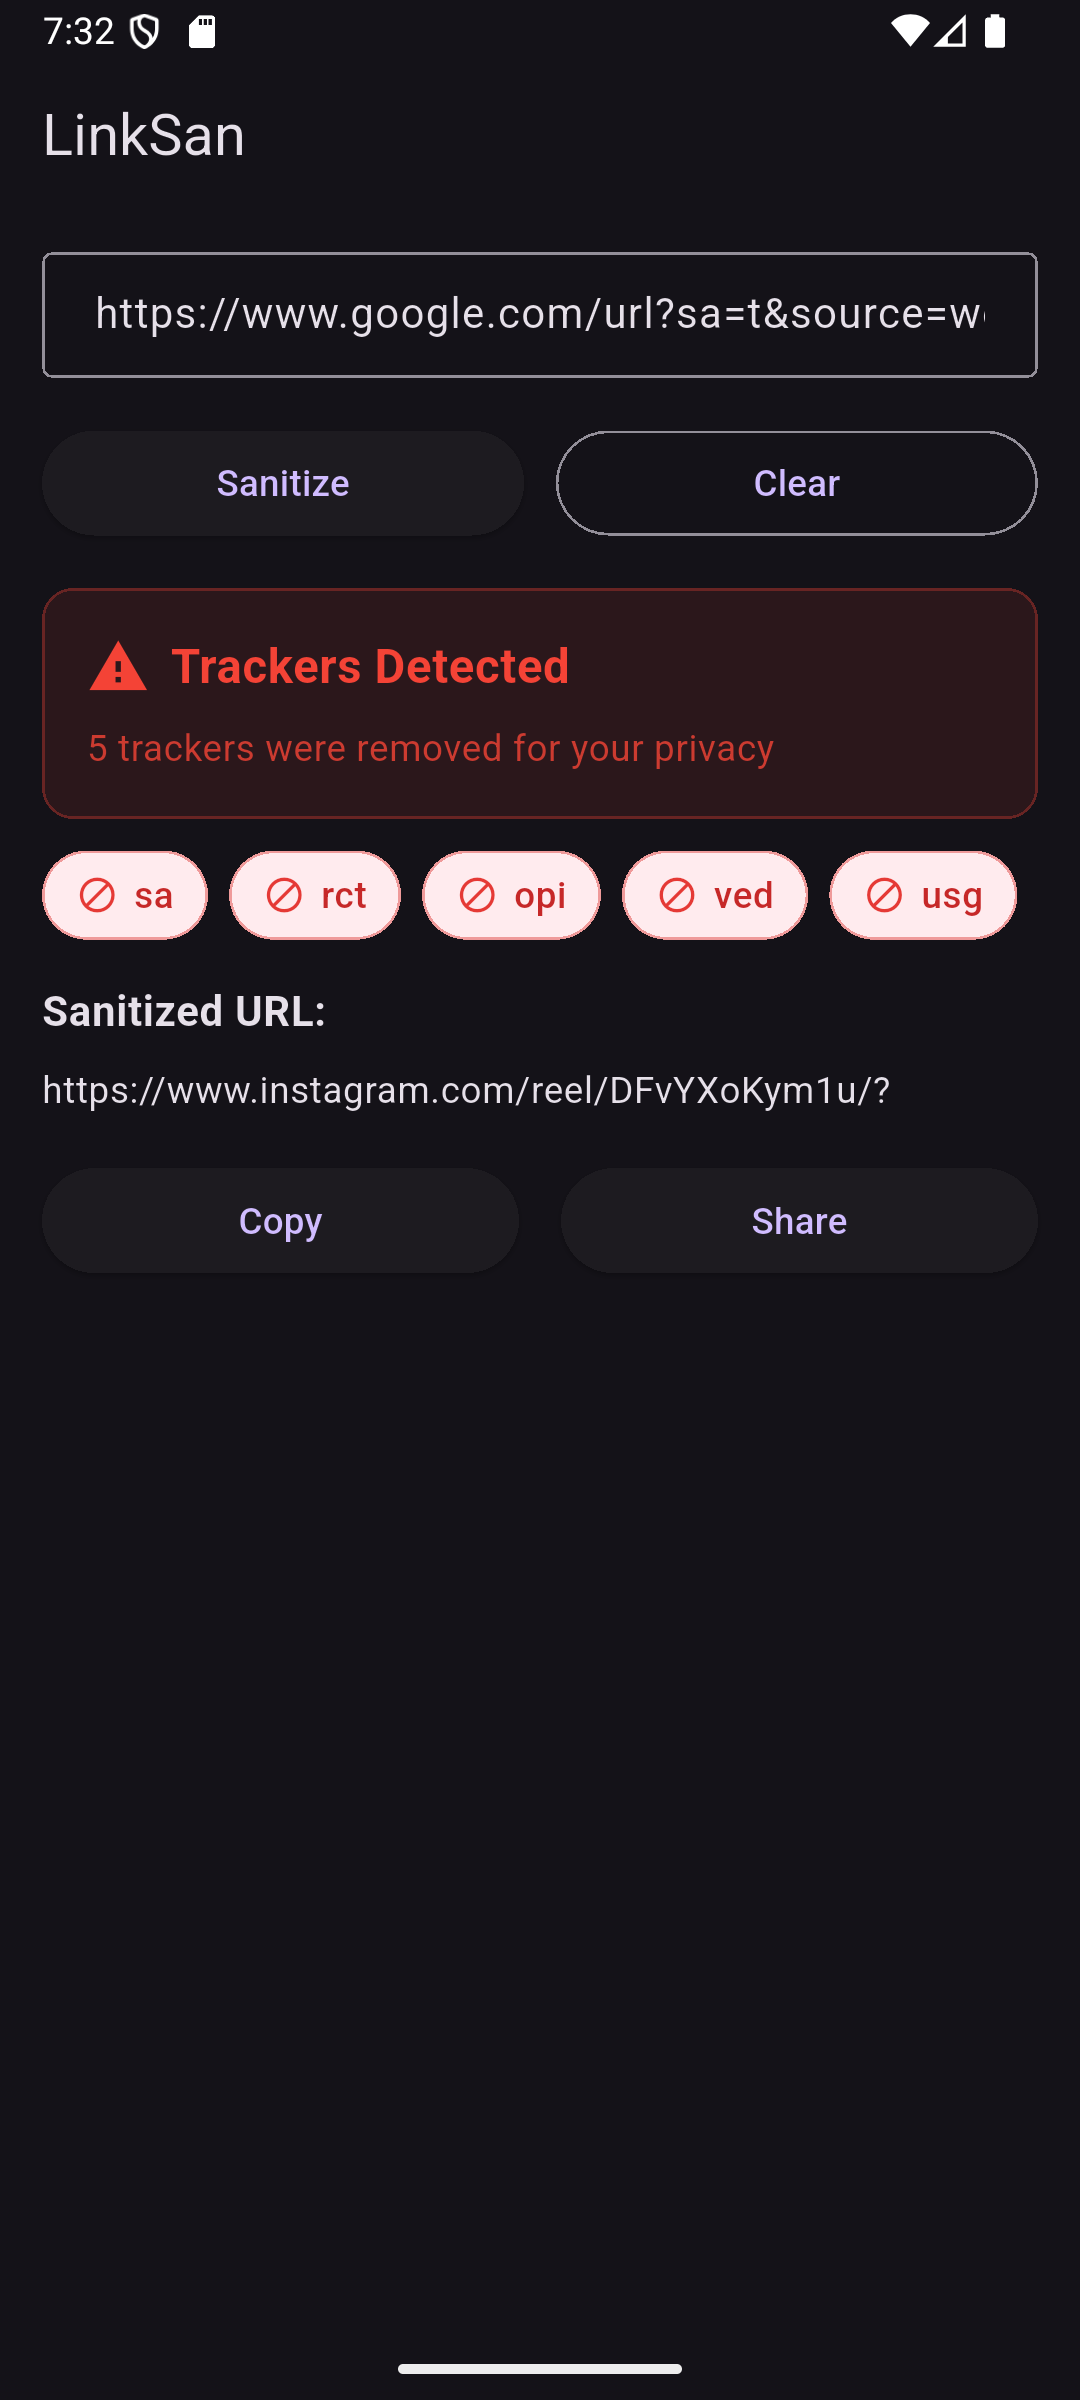 7:32
LinkSan
https://www.google.com/url?sa=t&source=w
Sanitize Clear
Trackers Detected
5 trackers were removed for your privacy
sa rct opi ved usg
Sanitized URL:
https://www.instagram.com/reel/DFvYXoKym1u/?
Copy Share